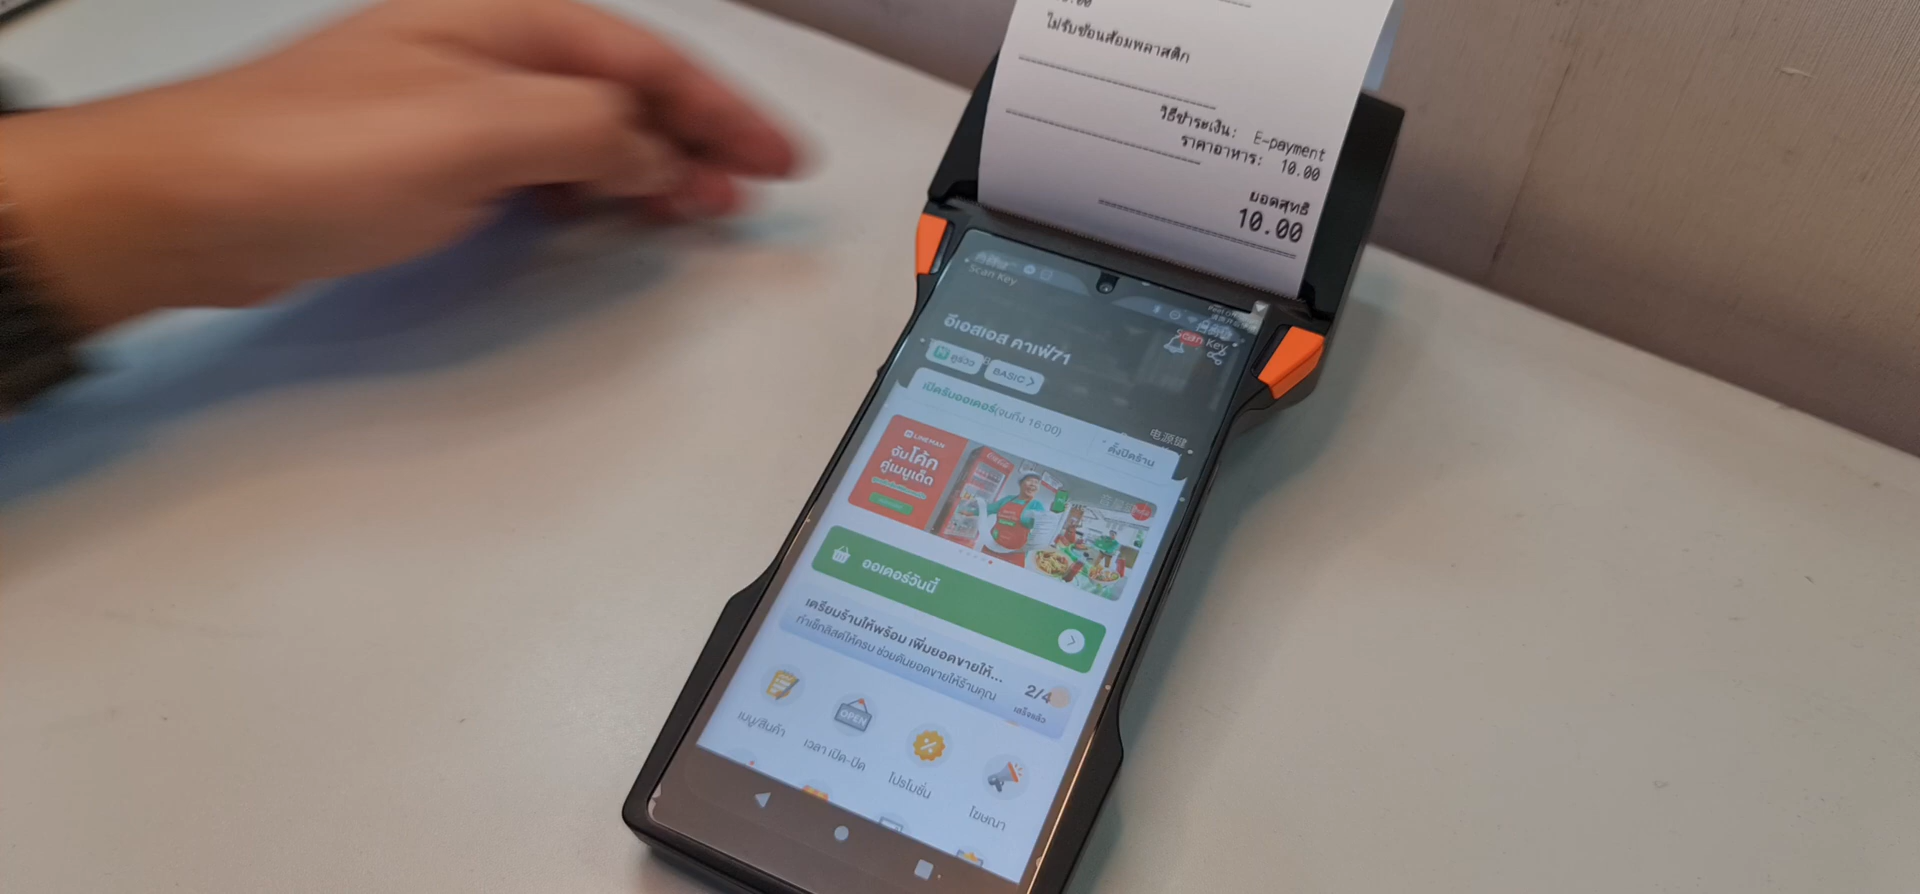 ไม่รับช้อนส้อมพลาสติก
วิธีชำระเงิน: E-payment
ราคาอาหาร: 10.00
ยอดสุทธิ
10.00
Scan Key
Scan Key
อีเอสเอส คาเฟ่71
ดูรีวิว
BASIC
เปิดรับออเดอร์(จนถึง 16:00)
电源键
ตั้งปิดร้าน
LINEMAN
จับโค้ก
คู่เมนูเด็ด
ออเดอร์วันนี้
เตรียมร้านให้พร้อม เพิ่มยอดขายให้...
ทำเช็กลิสต์ให้ครบ ช่วยดันยอดขายให้ร้านคุณ
2/4
เสร็จแล้ว
เมนู/สินค้า
OPEN
เวลา เปิด-ปิด
โปรโมชั่น
โฆษณา